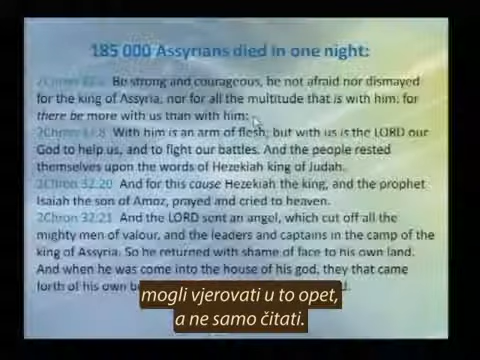 185 000 Assyrians died in one night:
Be strong and courageous, be not afraid nor dismayed
for the king of Assyria, nor for all the multitude that is with him: for
there be more with us than with him:
2Chron 32:8 With him is an arm of flesh; but with us is the LORD our
God to help us, and to fight our battles. And the people rested
themselves upon the words of Hezekiah king of Judah.
2Chron 32:20 And for this cause Hezekiah the king, and the prophet
Isaiah the son of Amoz, prayed and cried to heaven.
2Chron 32:21 And the LORD sent an angel, which cut off all the
mighty men of valour, and the leaders and captains in the camp of the
king of Assyria. So he returned with shame of face to his own land.
And when he was come into the house of his god, they that came
forth of his own
mogli vjerovati u to opet,
a ne samo čitati.